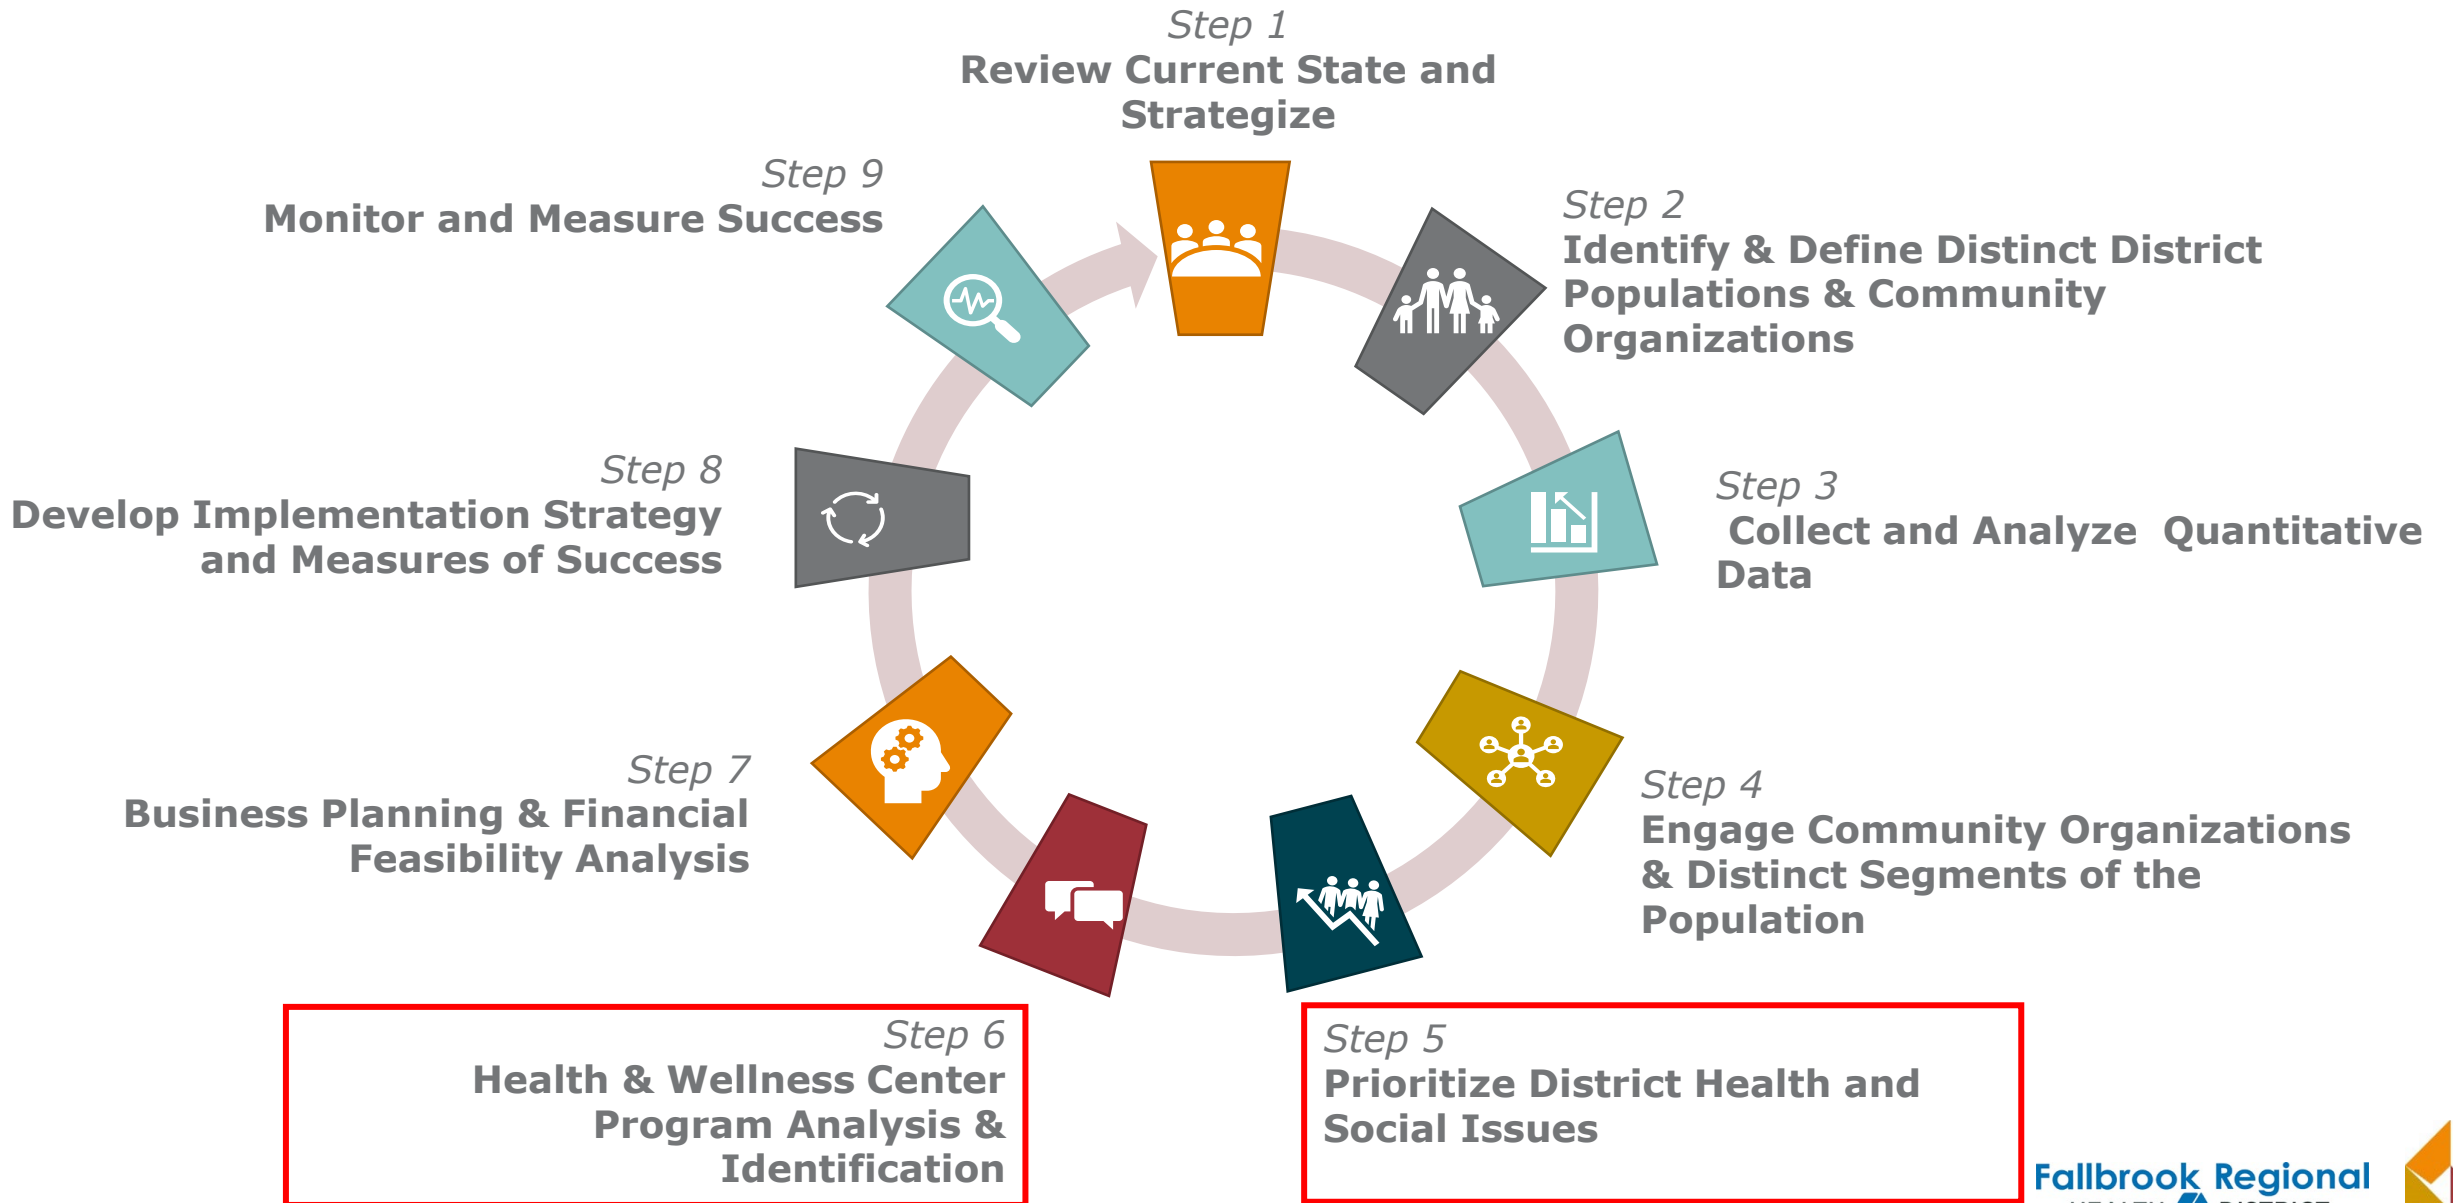 Step 1
Review Current State and
Strategize
Step 2
Identify & Define Distinct District
Populations & Community
Organizations
Step 3
Collect and Analyze  Quantitative
Data
Step 4
Engage Community Organizations
& Distinct Segments of the
Population
Step 5
Prioritize District Health and
Social Issues
Step 6
Health & Wellness Center
Program Analysis &
Identification
Step 7
Business Planning & Financial
Feasibility Analysis
Step 8
Develop Implementation Strategy
and Measures of Success
Step 9
Monitor and Measure Success
Fallbrook Regional
HEALTH DISTRICT